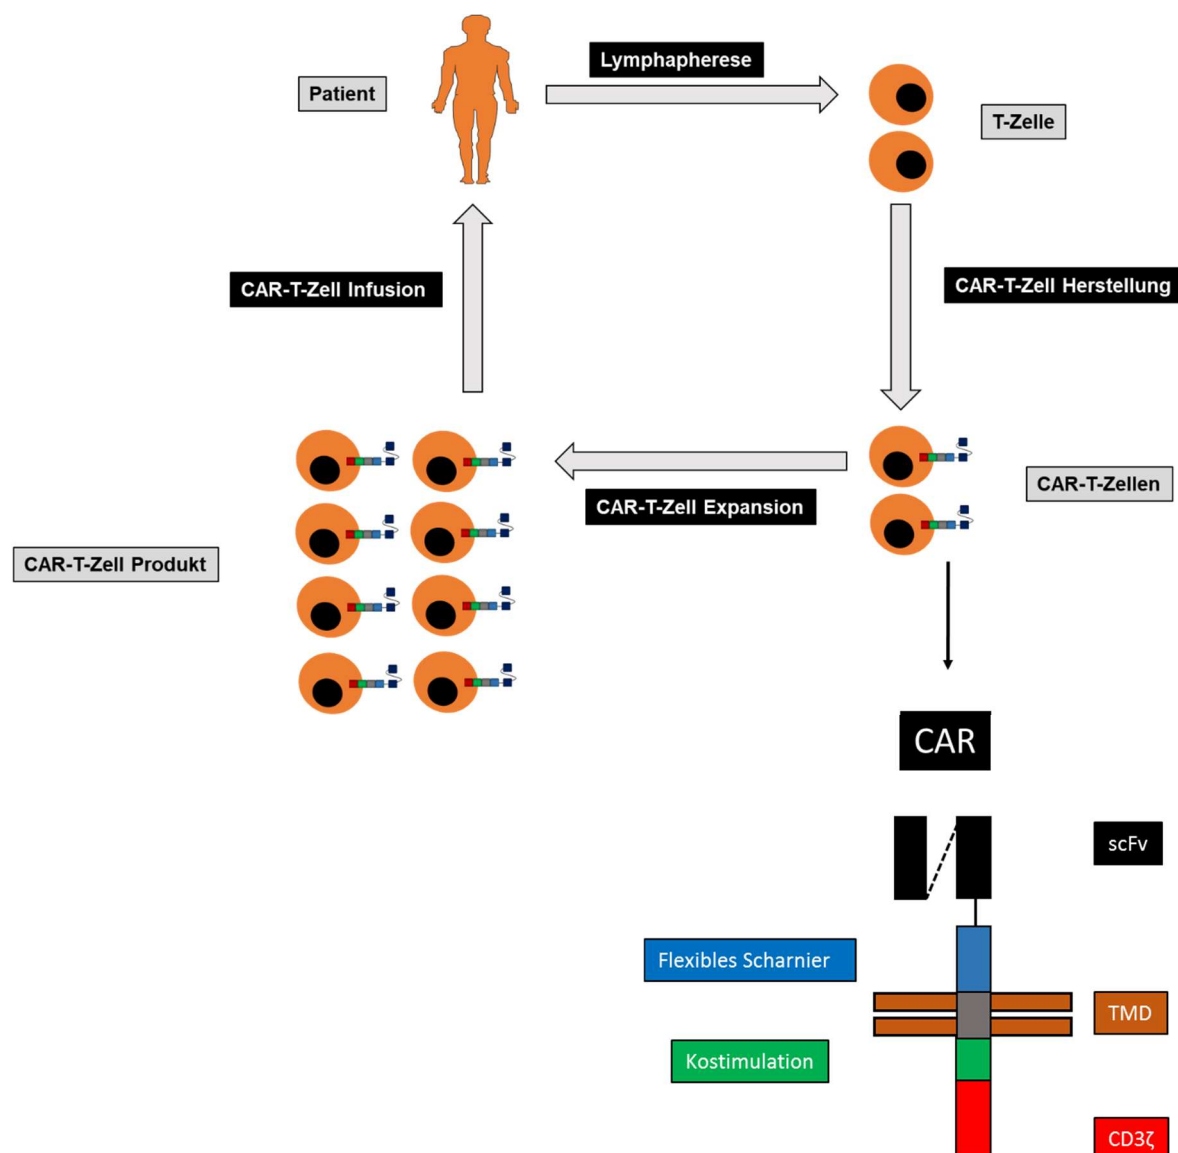 Lymphapherese
Patient
T-Zelle
CAR-T-Zell Infusion
CAR-T-Zell Herstellung
CAR-T-Zellen
CAR-T-Zell Expansion
CAR-T-Zell Produkt
CAR
scFv
Flexibles Scharnier
TMD
Kostimulation
CD3ζ